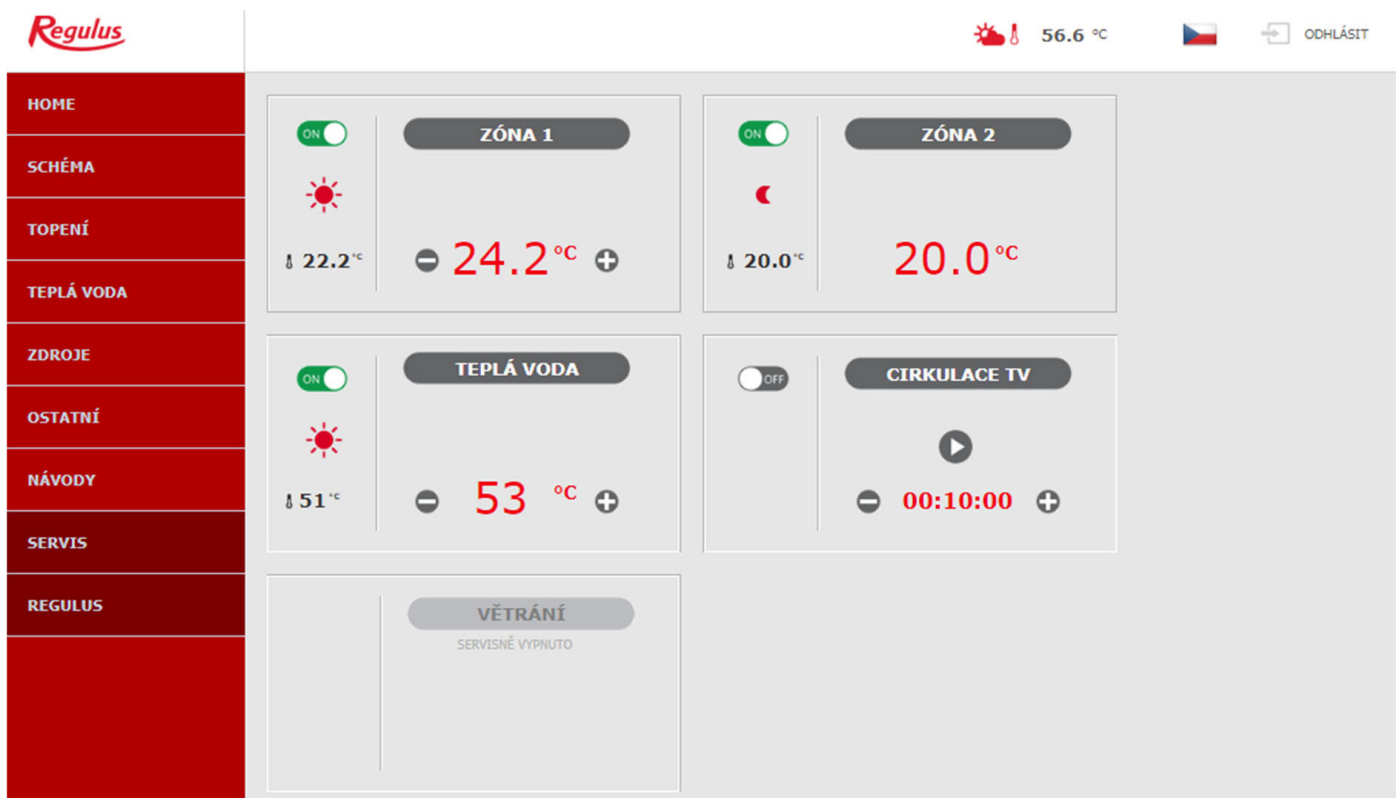 Regulus
56.6 °C
ODHLÁSIT
HOME
SCHÉMA
TOPENÍ
TEPLÁ VODA
ZDROJE
OSTATNÍ
NÁVODY
SERVIS
REGULUS
ON
ZÓNA 1
22.2 °C
24.2 °C
ON
ZÓNA 2
20.0 °C
20.0 °C
ON
TEPLÁ VODA
51 °C
53 °C
OFF
CIRKULACE TV
00:10:00
VĚTRÁNÍ
SERVISNĚ VYPNUTO